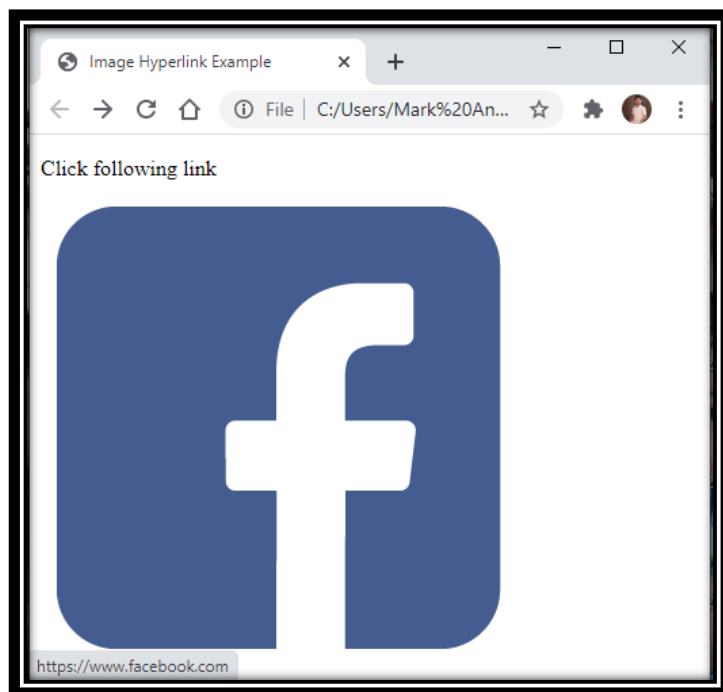 Image Hyperlink Example
File | C:/Users/Mark%20An...
Click following link
f
https://www.facebook.com